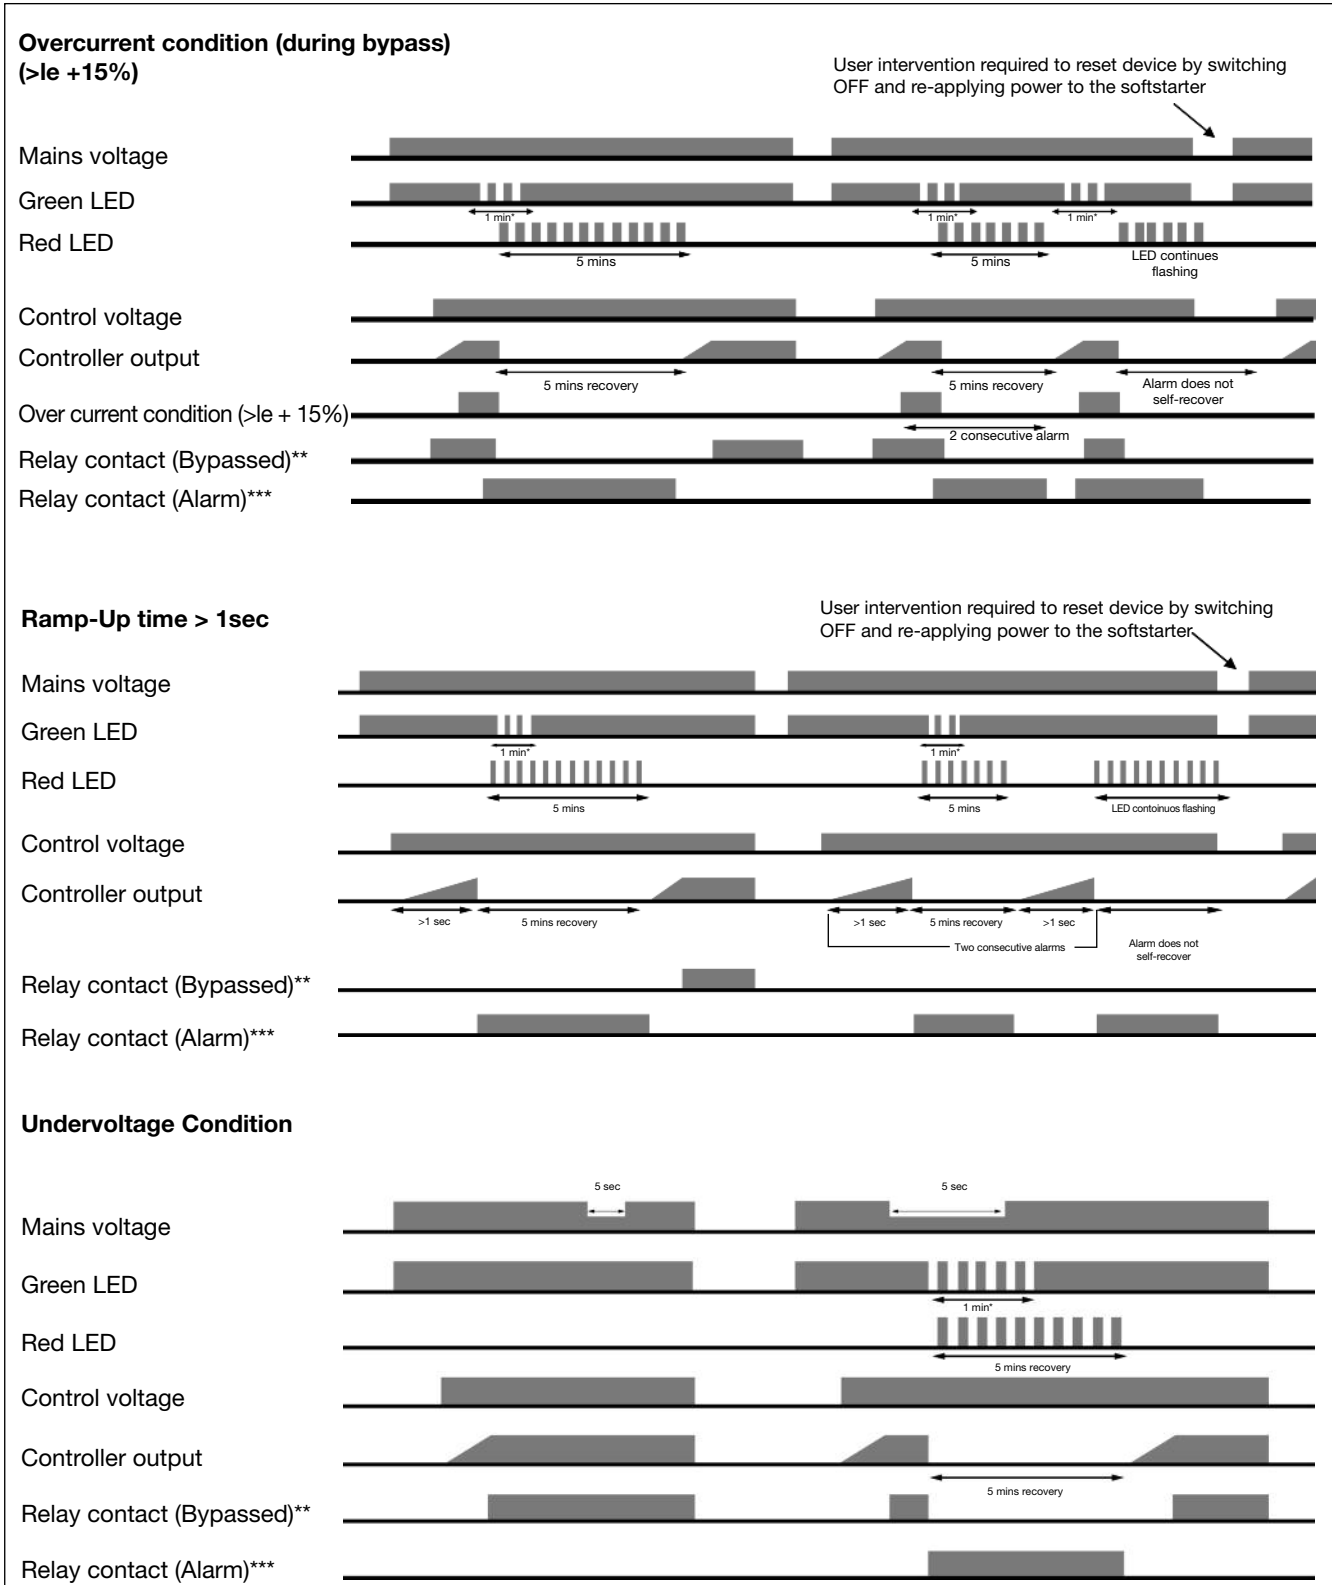 Overcurrent condition (during bypass)
(>Ie +15%)
User intervention required to reset device by switching
OFF and re-applying power to the softstarter
Mains voltage
Green LED
1 min*
1 min*
1 min*
Red LED
5 mins
5 mins
LED continues
flashing
Control voltage
Controller output
5 mins recovery
5 mins recovery
Alarm does not
self-recover
Over current condition (>Ie + 15%)
2 consecutive alarm
Relay contact (Bypassed)**
Relay contact (Alarm)***
Ramp-Up time > 1sec
User intervention required to reset device by switching
OFF and re-applying power to the softstarter
Mains voltage
Green LED
1 min*
1 min*
Red LED
5 mins
5 mins
LED contoinuos flashing
Control voltage
Controller output
>1 sec
5 mins recovery
>1 sec
5 mins recovery
>1 sec
Two consecutive alarms
Alarm does not
self-recover
Relay contact (Bypassed)**
Relay contact (Alarm)***
Undervoltage Condition
5 sec
5 sec
Mains voltage
Green LED
1 min*
Red LED
5 mins recovery
Control voltage
Controller output
5 mins recovery
Relay contact (Bypassed)**
Relay contact (Alarm)***